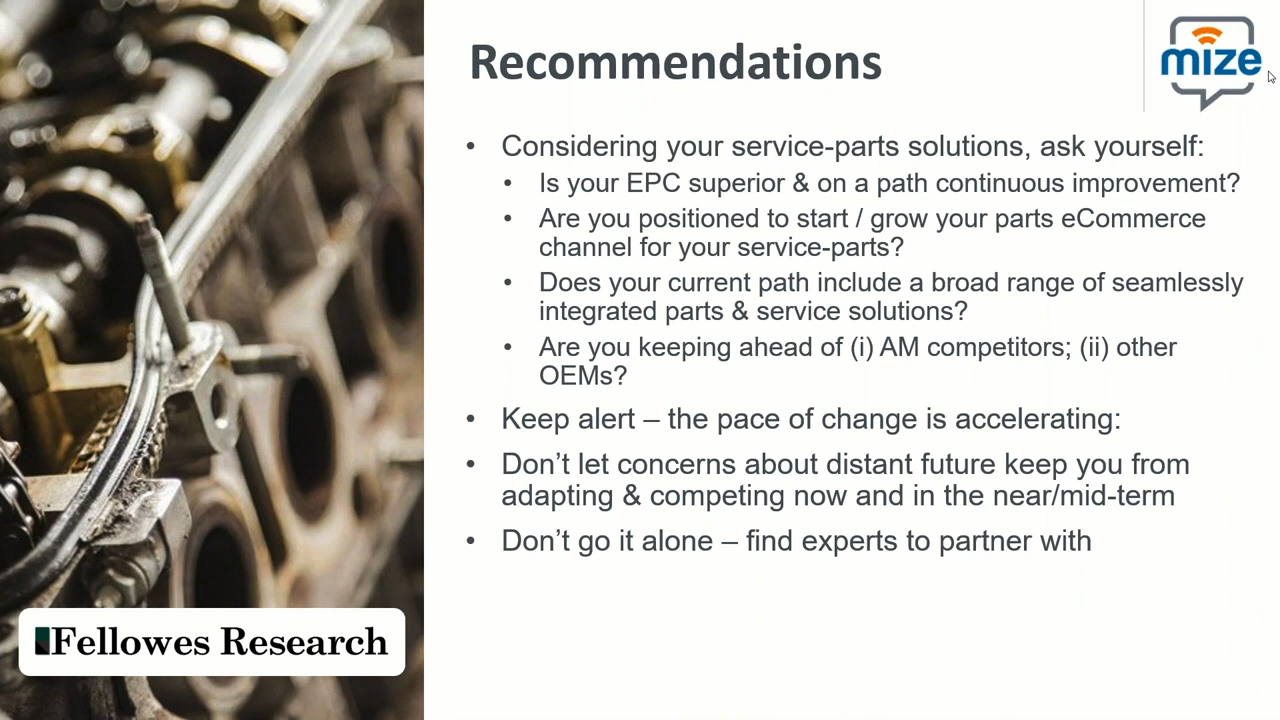 Recommendations
mize
• Considering your service-parts solutions, ask yourself:
• Is your EPC superior & on a path continuous improvement?
• Are you positioned to start / grow your parts eCommerce
channel for your service-parts?
• Does your current path include a broad range of seamlessly
integrated parts & service solutions?
• Are you keeping ahead of (i) AM competitors; (ii) other
OEMs?
• Keep alert – the pace of change is accelerating:
• Don’t let concerns about distant future keep you from
adapting & competing now and in the near/mid-term
• Don’t go it alone – find experts to partner with
Fellowes Research